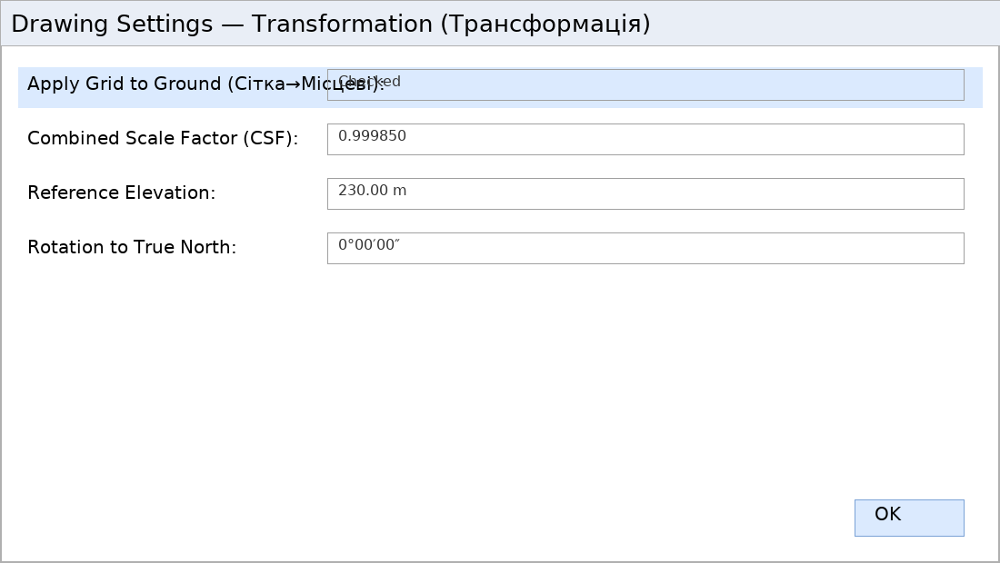 Drawing Settings — Transformation (Трансформація)
Apply Grid to Ground (Сітка→Місцеві): Checked
Combined Scale Factor (CSF): 0.999850
Reference Elevation: 230.00 m
Rotation to True North: 0°00′00″
OK